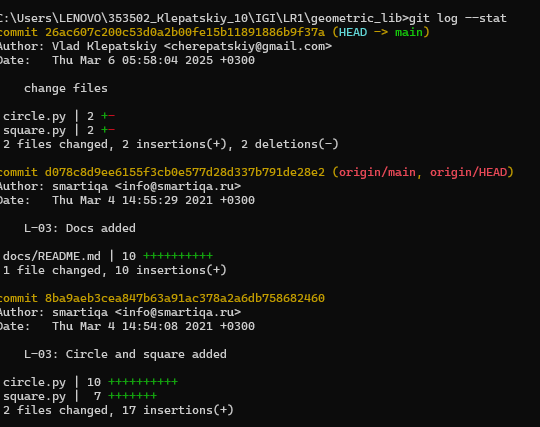 C:\Users\LENOVO\353502_Klepatskiy_10\IGI\LR1\geometric_lib>git log --stat
commit 26ac607c200c53d0a2b00fe15b11891886b9f37a (HEAD -> main)
Author: Vlad Klepatskiy <cherepatskiy@gmail.com>
Date:   Thu Mar 6 05:58:04 2025 +0300
    change files
 circle.py | 2 +-
 square.py | 2 +-
 2 files changed, 2 insertions(+), 2 deletions(-)
commit d078c8d9ee6155f3cb0e577d28d337b791de28e2 (origin/main, origin/HEAD)
Author: smartiqa <info@smartiqa.ru>
Date:   Thu Mar 4 14:55:29 2021 +0300
    L-03: Docs added
 docs/README.md | 10 ++++++++++
 1 file changed, 10 insertions(+)
commit 8ba9aeb3cea847b63a91ac378a2a6db758682460
Author: smartiqa <info@smartiqa.ru>
Date:   Thu Mar 4 14:54:08 2021 +0300
    L-03: Circle and square added
 circle.py | 10 ++++++++++
 square.py |  7 +++++++
 2 files changed, 17 insertions(+)